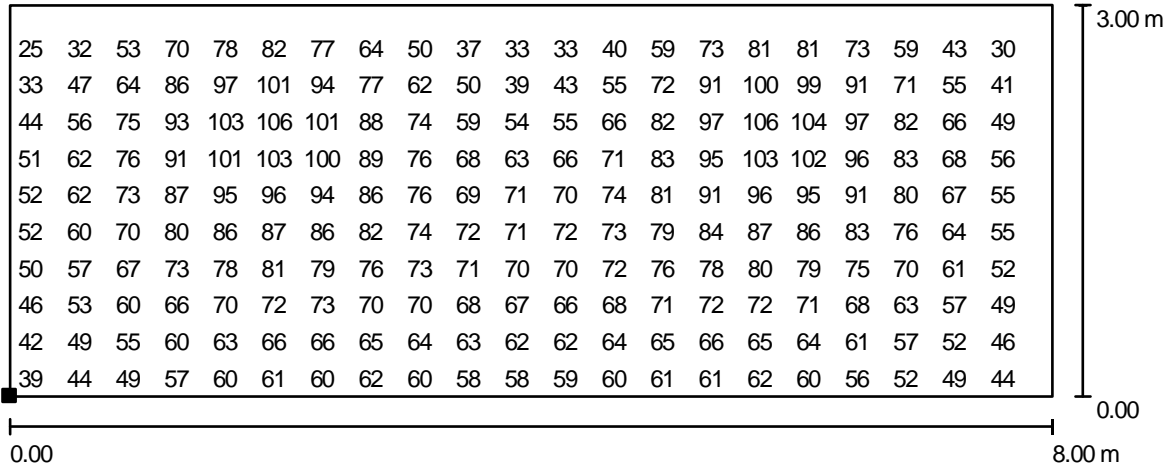 3.00 m
25 32 53 70 78 82 77 64 50 37 33 33 40 59 73 81 81 73 59 43 30
33 47 64 86 97 101 94 77 62 50 39 43 55 72 91 100 99 91 71 55 41
44 56 75 93 103 106 101 88 74 59 54 55 66 82 97 106 104 97 82 66 49
51 62 76 91 101 103 100 89 76 68 63 66 71 83 95 103 102 96 83 68 56
52 62 73 87 95 96 94 86 76 69 71 70 74 81 91 96 95 91 80 67 55
52 60 70 80 86 87 86 82 74 72 71 72 73 79 84 87 86 83 76 64 55
50 57 67 73 78 81 79 76 73 71 70 70 72 76 78 80 79 75 70 61 52
46 53 60 66 70 72 73 70 70 68 67 66 68 71 72 72 71 68 63 57 49
42 49 55 60 63 66 66 65 64 63 62 62 64 65 66 65 64 61 57 52 46
39 44 49 57 60 61 60 62 60 58 58 59 60 61 61 62 60 56 52 49 44
0.00
0.00 8.00 m